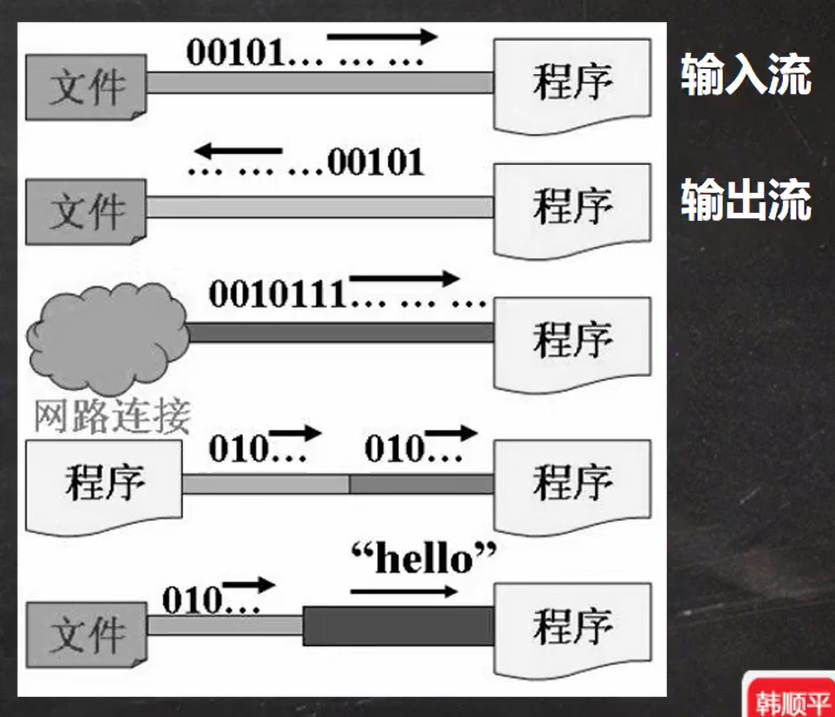 00101… … …
文件
程序
输入流
… … …00101
文件
程序
输出流
0010111… … …
程序
网路连接
010…
010…
程序
程序
“hello”
010…
文件
程序
韩顺平